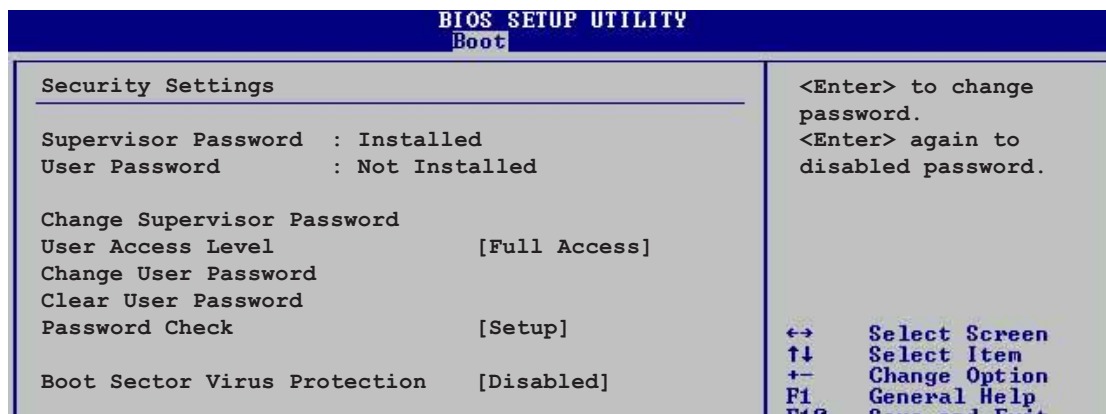 BIOS SETUP UTILITY
Boot
Security Settings
Supervisor Password : Installed
User Password : Not Installed
Change Supervisor Password
User Access Level [Full Access]
Change User Password
Clear User Password
Password Check [Setup]
Boot Sector Virus Protection [Disabled]
<Enter> to change
password.
<Enter> again to
disabled password.
←→ Select Screen
↑↓ Select Item
+- Change Option
F1 General Help